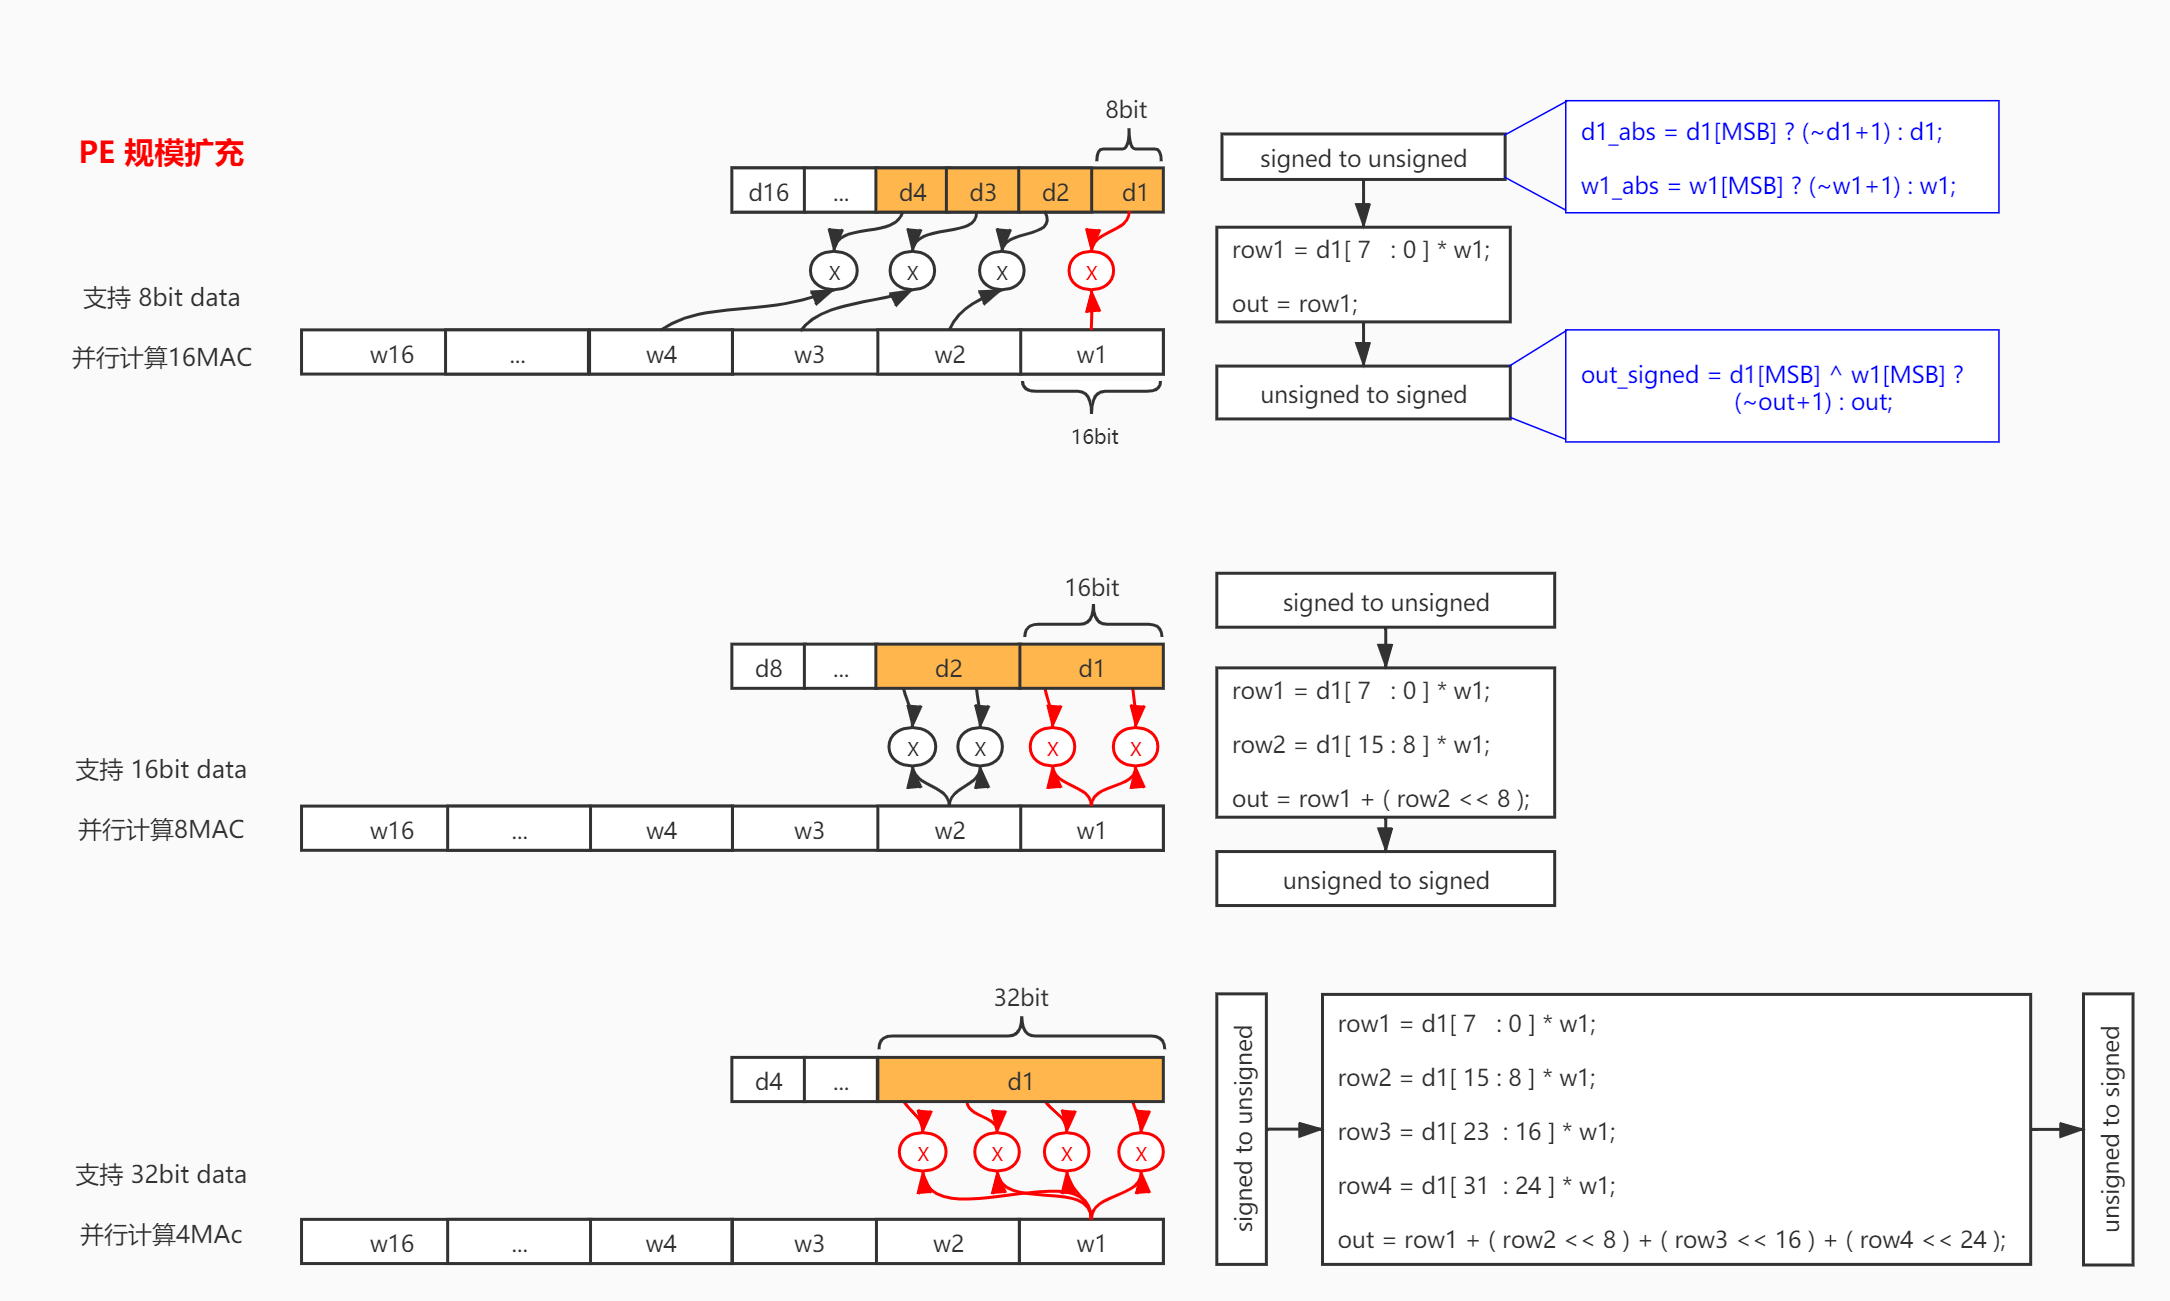 PE 规模扩充
8bit
d16
...
d4
d3
d2
d1
x
x
x
x
支持 8bit data
并行计算16MAC
w16
...
w4
w3
w2
w1
16bit
signed to unsigned
d1_abs = d1[MSB] ? (~d1+1) : d1;
w1_abs = w1[MSB] ? (~w1+1) : w1;
row1 = d1[ 7 : 0 ] * w1;
out = row1;
unsigned to signed
out_signed = d1[MSB] ^ w1[MSB] ?
(~out+1) : out;
16bit
d8
...
d2
d1
x
x
x
x
支持 16bit data
并行计算8MAC
w16
...
w4
w3
w2
w1
signed to unsigned
row1 = d1[ 7 : 0 ] * w1;
row2 = d1[ 15 : 8 ] * w1;
out = row1 + ( row2 << 8 );
unsigned to signed
32bit
d4
...
d1
x
x
x
x
支持 32bit data
并行计算4MAc
w16
...
w4
w3
w2
w1
signed to unsigned
row1 = d1[ 7 : 0 ] * w1;
row2 = d1[ 15 : 8 ] * w1;
row3 = d1[ 23 : 16 ] * w1;
row4 = d1[ 31 : 24 ] * w1;
out = row1 + ( row2 << 8 ) + ( row3 << 16 ) + ( row4 << 24 );
unsigned to signed